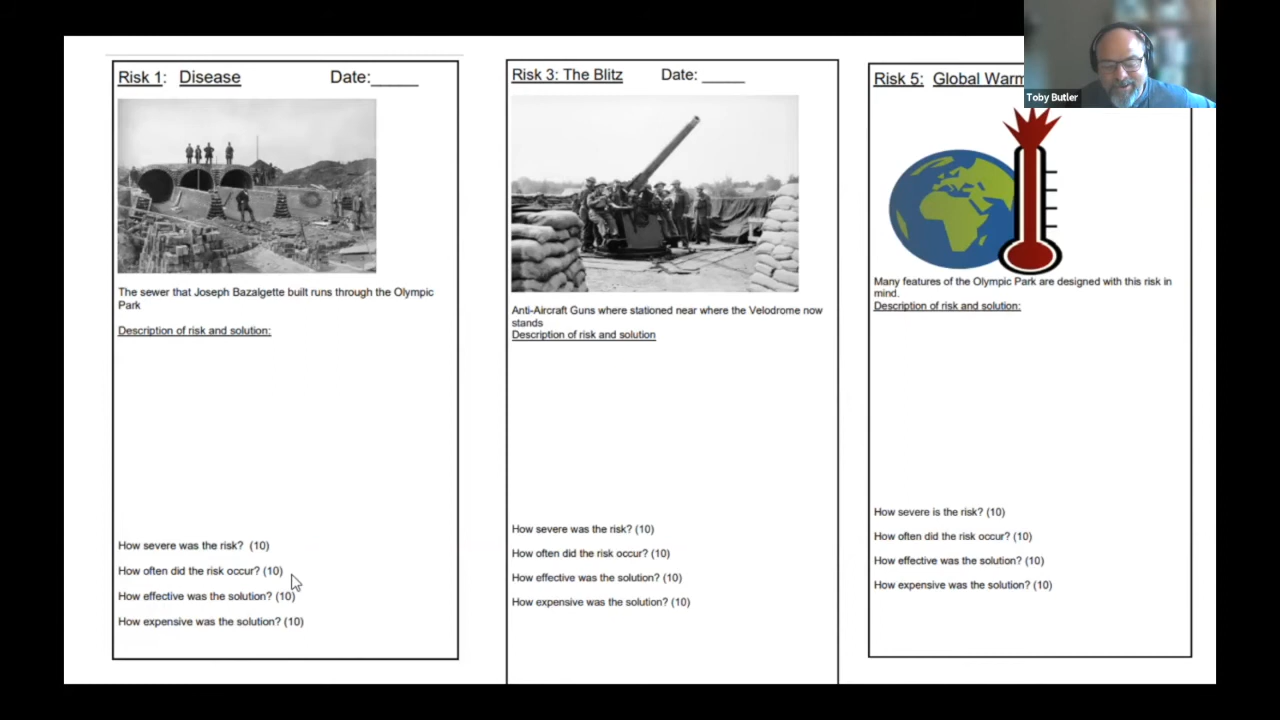 Risk 1: Disease Date:_____
The sewer that Joseph Bazalgette built runs through the Olympic
Park
Description of risk and solution:
How severe was the risk? (10)
How often did the risk occur? (10)
How effective was the solution? (10)
How expensive was the solution? (10)
Risk 3: The Blitz Date: _____
Anti-Aircraft Guns where stationed near where the Velodrome now
stands
Description of risk and solution
How severe was the risk? (10)
How often did the risk occur? (10)
How effective was the solution? (10)
How expensive was the solution? (10)
Risk 5: Global Warm
Many features of the Olympic Park are designed with this risk in
mind.
Description of risk and solution:
How severe is the risk? (10)
How often did the risk occur? (10)
How effective was the solution? (10)
How expensive was the solution? (10)
Toby Butler